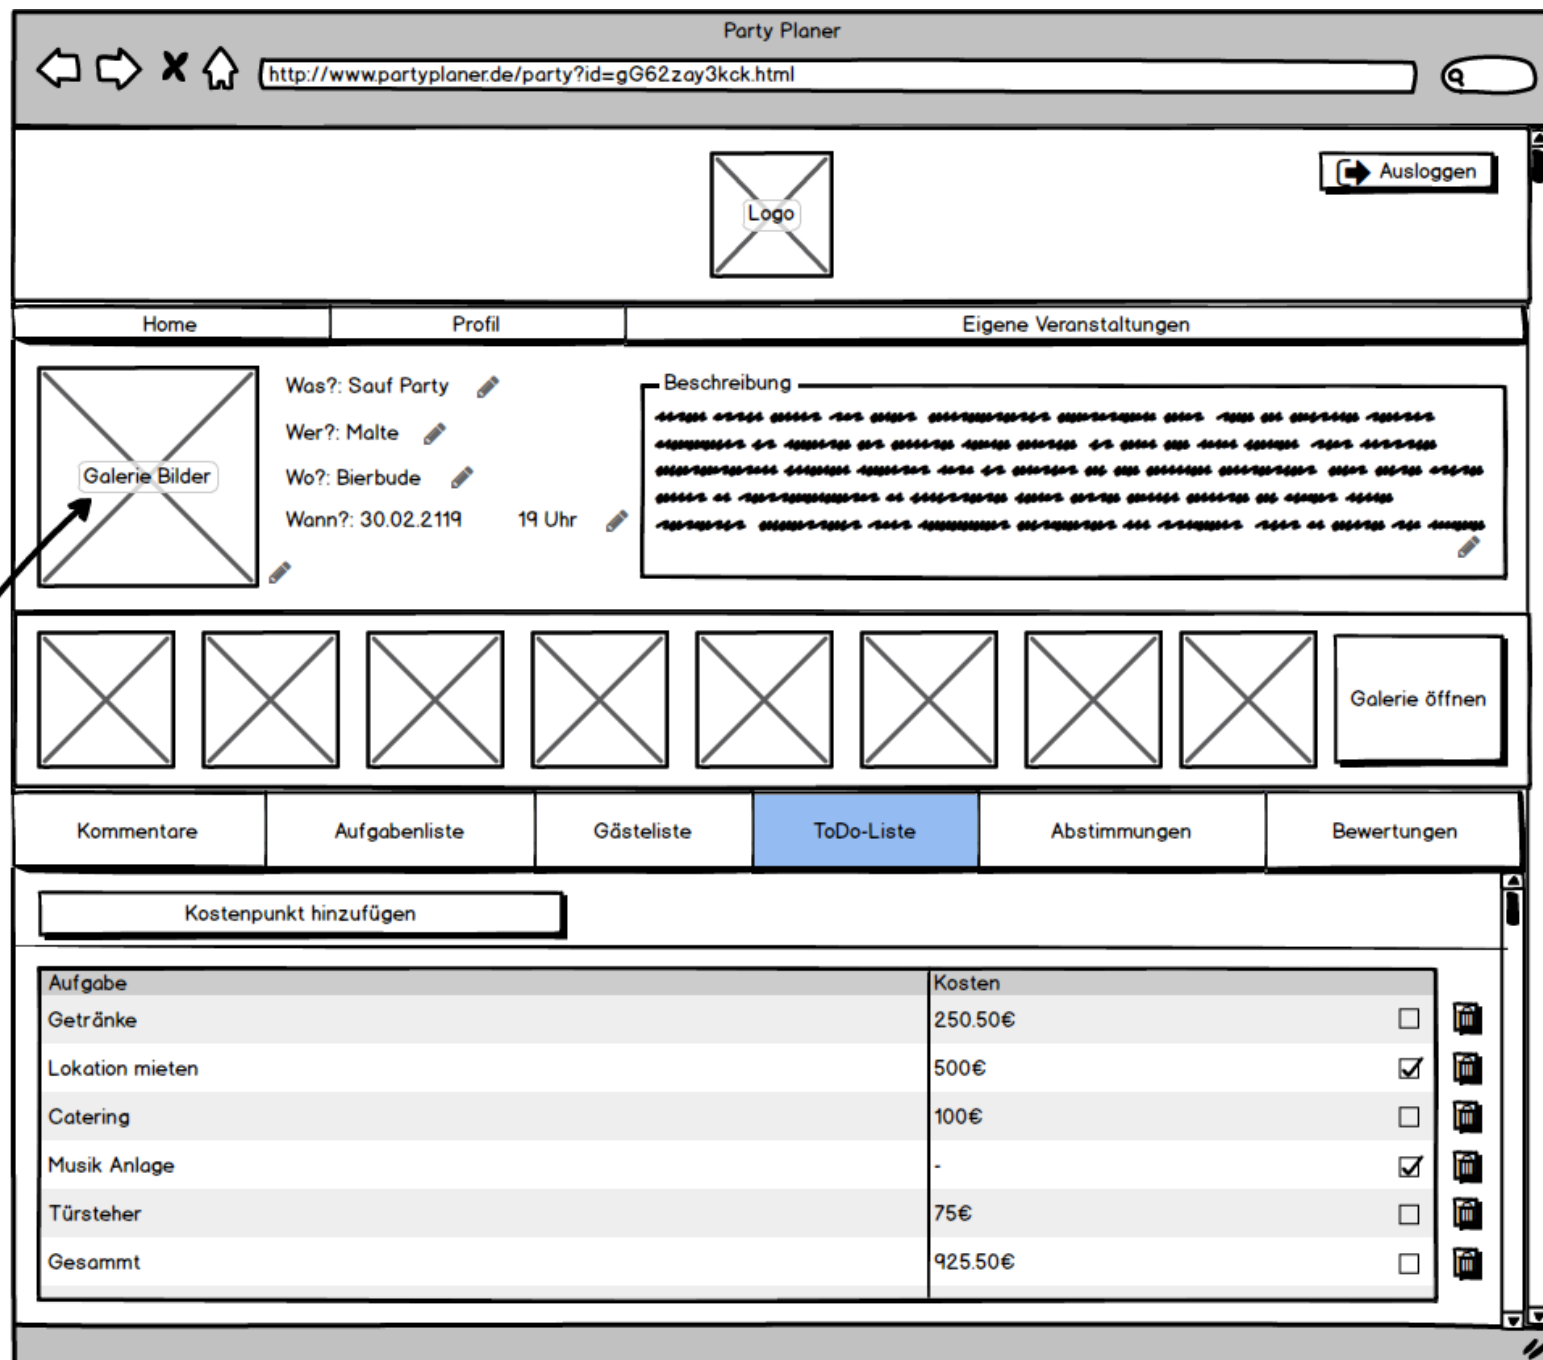 Party Planer
http://www.partyplaner.de/party?id=gG62zay3kck.html
Ausloggen
Logo
Home Profil Eigene Veranstaltungen
Was?: Sauf Party
Wer?: Malte
Wo?: Bierbude
Wann?: 30.02.2119 19 Uhr
Galerie Bilder
Beschreibung
Galerie öffnen
Kommentare Aufgabenliste Gästeliste ToDo-Liste Abstimmungen Bewertungen
Kostenpunkt hinzufügen
Aufgabe Kosten
Getränke 250.50€
Lokation mieten 500€
Catering 100€
Musik Anlage -
Türsteher 75€
Gesammt 925.50€